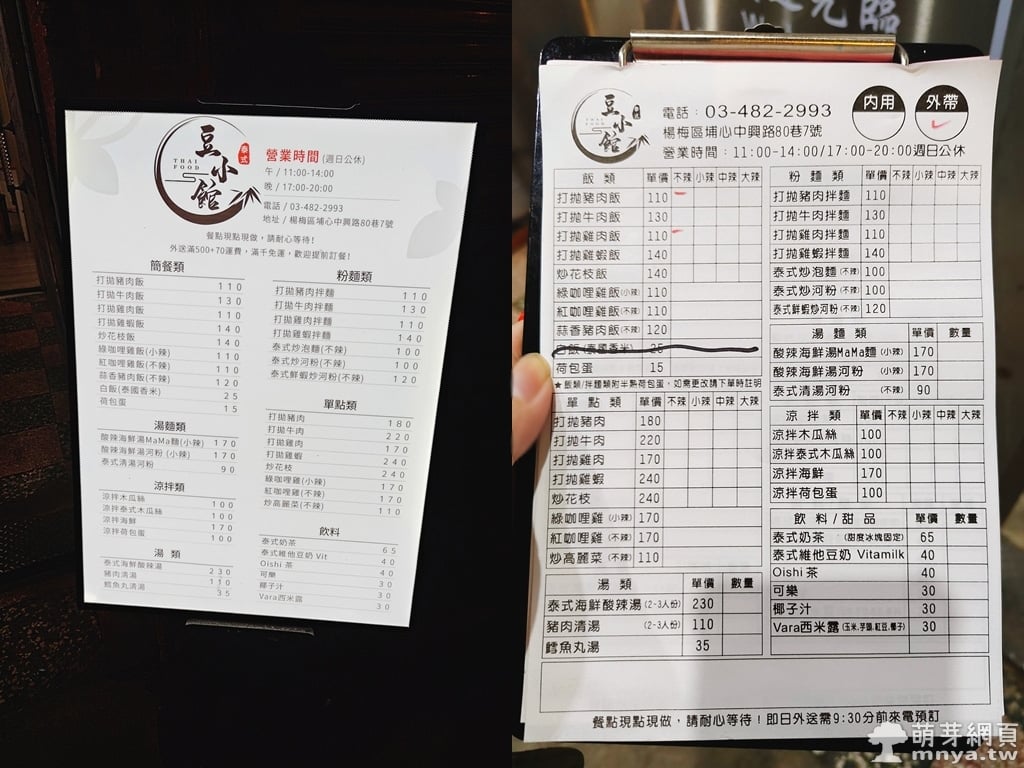 豆小館
泰式
THAI FOOD
營業時間 (週日公休)
午 / 11:00-14:00
晚 / 17:00-20:00
電話 / 03-482-2993
地址 / 楊梅區埔心中興路80巷7號
餐點現點現做，請耐心等待！
外送滿500+70運費，滿千免運，歡迎提前訂餐！
簡餐類
打拋豬肉飯 110
打拋牛肉飯 130
打拋雞肉飯 110
打拋雞蝦飯 140
炒花枝飯 140
綠咖哩雞飯(小辣) 110
紅咖哩雞飯(不辣) 110
蒜香豬肉飯(不辣) 120
白飯(泰國香米) 25
荷包蛋 15
湯麵類
酸辣海鮮湯MaMa麵(小辣) 170
酸辣海鮮湯河粉 (小辣) 170
泰式清湯河粉 90
涼拌類
涼拌木瓜絲 100
涼拌泰式木瓜絲 100
涼拌海鮮 170
涼拌荷包蛋 100
湯 類
泰式海鮮酸辣湯 230
豬肉清湯 110
鱈魚丸清湯 35
粉麵類
打拋豬肉拌麵 110
打拋牛肉拌麵 130
打拋雞肉拌麵 110
打拋雞蝦拌麵 140
泰式炒泡麵(不辣) 100
泰式炒河粉(不辣) 100
泰式鮮蝦炒河粉(不辣) 120
單點類
打拋豬肉 180
打拋牛肉 220
打拋雞肉 170
打拋雞蝦 240
炒花枝 240
綠咖哩雞(小辣) 170
紅咖哩雞(不辣) 170
炒高麗菜(不辣) 110
飲料
泰式奶茶 65
泰式維他豆奶 Vit 40
Oishi 茶 40
可樂 30
椰子汁 30
Vara西米露 30
光臨
豆小館
泰式
電話：03-482-2993
楊梅區埔心中興路80巷7號
營業時間：11:00-14:00/17:00-20:00週日公休
內用
外帶
飯 類 單價 不辣 小辣 中辣 大辣
打拋豬肉飯 110
打拋牛肉飯 130
打拋雞肉飯 110
打拋雞蝦飯 140
炒花枝飯 140
綠咖哩雞飯(小辣) 110
紅咖哩雞飯(不辣) 110
蒜香豬肉飯(不辣) 120
白飯(泰國香米) 25
荷包蛋 15
★飯類/拌麵類附半熟荷包蛋，如需更改請下單時註明
單 點 類 單價 不辣 小辣 中辣 大辣
打拋豬肉 180
打拋牛肉 220
打拋雞肉 170
打拋雞蝦 240
炒花枝 240
綠咖哩雞 (小辣) 170
紅咖哩雞 (不辣) 170
炒高麗菜 (不辣) 110
湯 類 單價 數量
泰式海鮮酸辣湯 (2-3人份) 230
豬肉清湯 (2-3人份) 110
鱈魚丸湯 35
粉 麵 類 單價 不辣 小辣 中辣 大辣
打拋豬肉拌麵 110
打拋牛肉拌麵 130
打拋雞肉拌麵 110
打拋雞蝦拌麵 140
泰式炒泡麵 (不辣) 100
泰式炒河粉 (不辣) 100
泰式鮮蝦炒河粉 (不辣) 120
湯 麵 類 單價 數量
酸辣海鮮湯MaMa麵 (小辣) 170
酸辣海鮮湯河粉 (小辣) 170
泰式清湯河粉 (不辣) 90
涼 拌 類 單價 不辣 小辣 中辣 大辣
涼拌木瓜絲 100
涼拌泰式木瓜絲 100
涼拌海鮮 170
涼拌荷包蛋 100
飲 料 / 甜 品 單價 數量
泰式奶茶 (甜度冰塊固定) 65
泰式維他豆奶 Vitamilk 40
Oishi 茶 40
可樂 30
椰子汁 30
Vara西米露 (玉米,芋頭,紅豆,椰子) 30
餐點現點現做，請耐心等待！即日外送需9:30分前來電預訂
萌芽網頁
mnya.tw